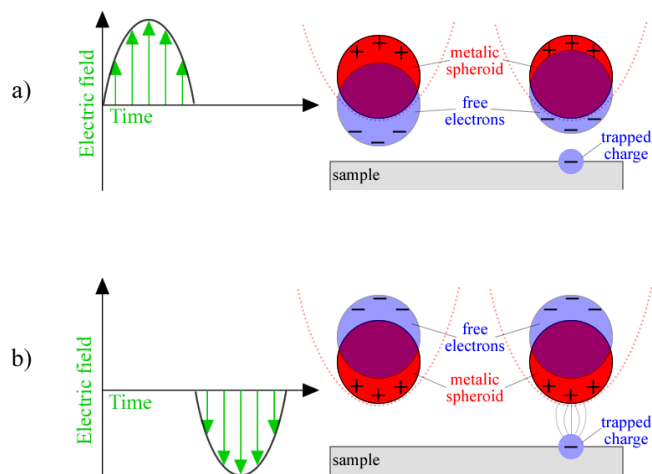 a)
Electric field
Time
metalic
spheroid
free
electrons
+ + +
+ + +
− − −
− − −
trapped
charge
−
sample
b)
Electric field
Time
− − −
− − −
free
electrons
metalic
spheroid
+ + +
+ + +
trapped
charge
−
sample